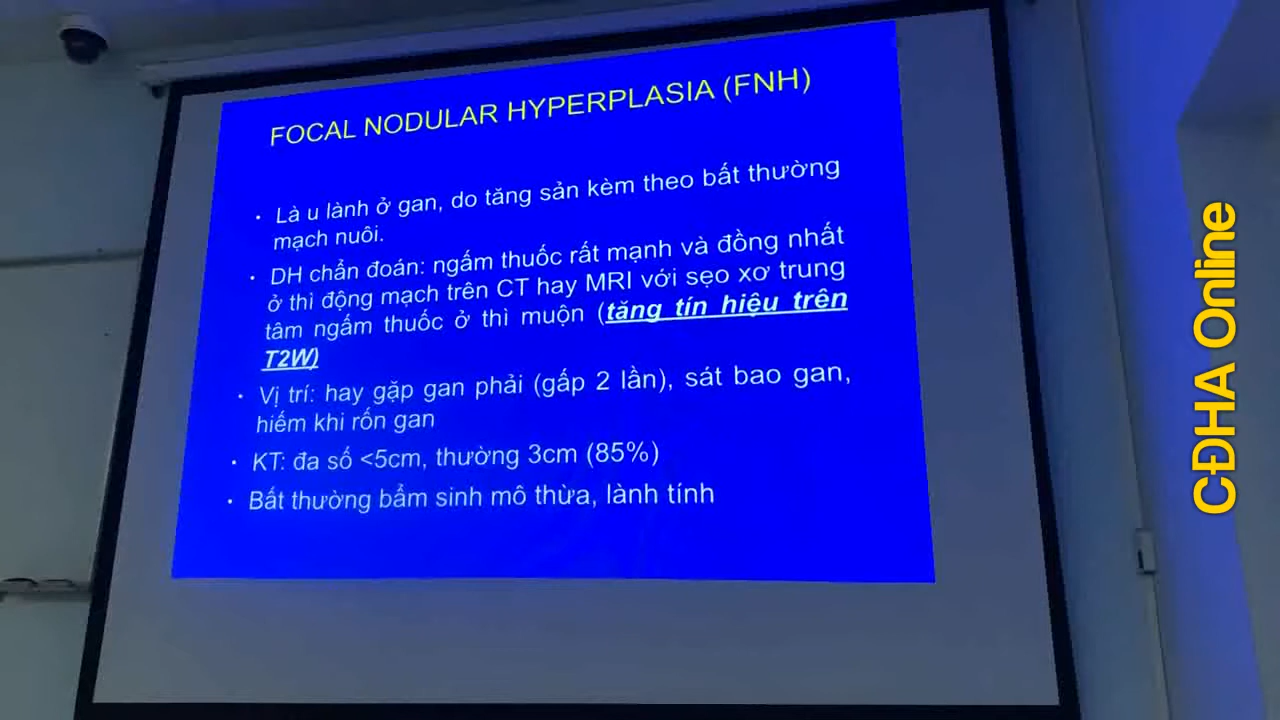 FOCAL NODULAR HYPERPLASIA (FNH)
• Là u lành ở gan, do tăng sản kèm theo bất thường
mạch nuôi.
• DH chẩn đoán: ngấm thuốc rất mạnh và đồng nhất
ở thì động mạch trên CT hay MRI với sẹo xơ trung
tâm ngấm thuốc ở thì muộn (tăng tín hiệu trên
T2W)
• Vị trí: hay gặp gan phải (gấp 2 lần), sát bao gan,
hiếm khi rốn gan
• KT: đa số <5cm, thường 3cm (85%)
• Bất thường bẩm sinh mô thừa, lành tính
CĐHA Online